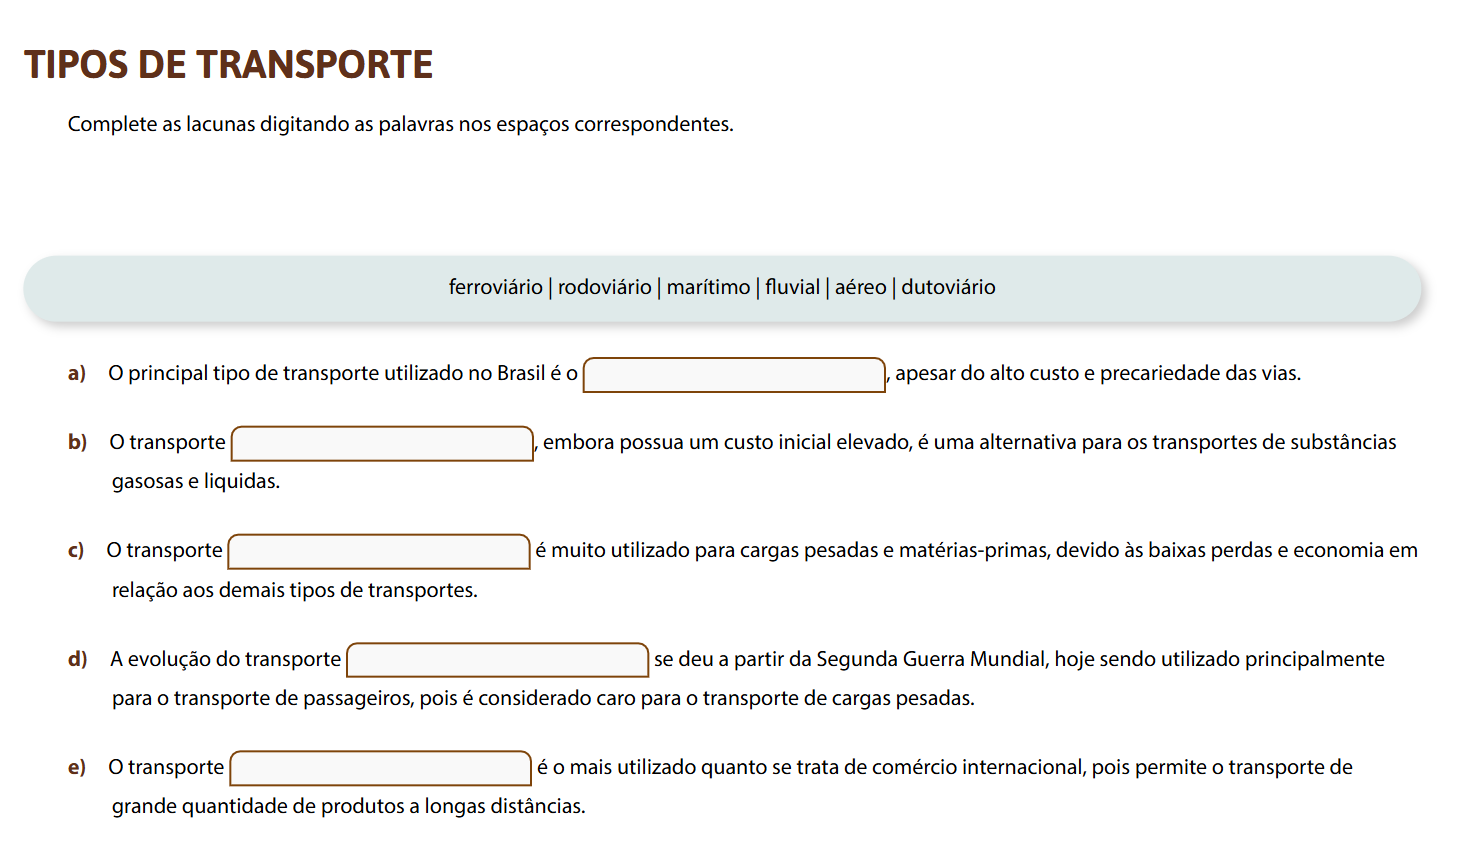 TIPOS DE TRANSPORTE
Complete as lacunas digitando as palavras nos espaços correspondentes.
ferroviário | rodoviário | marítimo | fluvial | aéreo | dutoviário
a) O principal tipo de transporte utilizado no Brasil é o , apesar do alto custo e precariedade das vias.
b) O transporte , embora possua um custo inicial elevado, é uma alternativa para os transportes de substâncias
gasosas e liquidas.
c) O transporte é muito utilizado para cargas pesadas e matérias-primas, devido às baixas perdas e economia em
relação aos demais tipos de transportes.
d) A evolução do transporte se deu a partir da Segunda Guerra Mundial, hoje sendo utilizado principalmente
para o transporte de passageiros, pois é considerado caro para o transporte de cargas pesadas.
e) O transporte é o mais utilizado quanto se trata de comércio internacional, pois permite o transporte de
grande quantidade de produtos a longas distâncias.